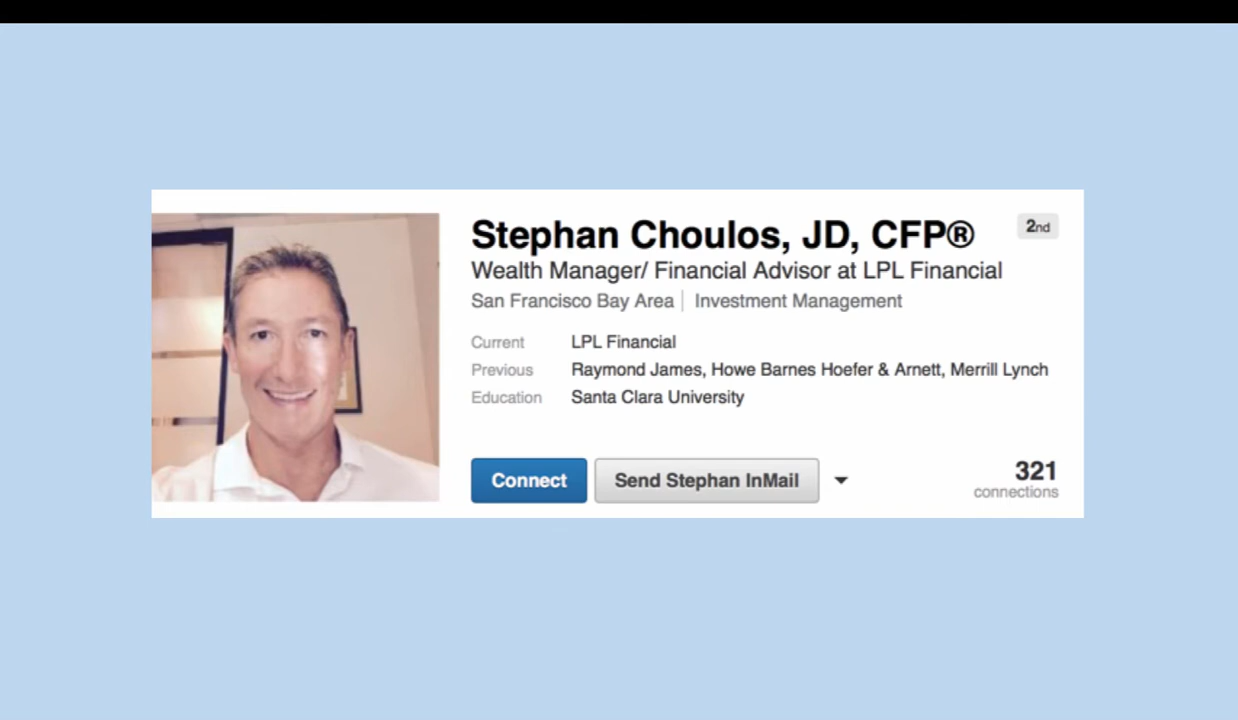 Stephan Choulos, JD, CFP®
2nd
Wealth Manager/ Financial Advisor at LPL Financial
San Francisco Bay Area | Investment Management
Current LPL Financial
Previous Raymond James, Howe Barnes Hoefer & Arnett, Merrill Lynch
Education Santa Clara University
Connect
Send Stephan InMail
321
connections